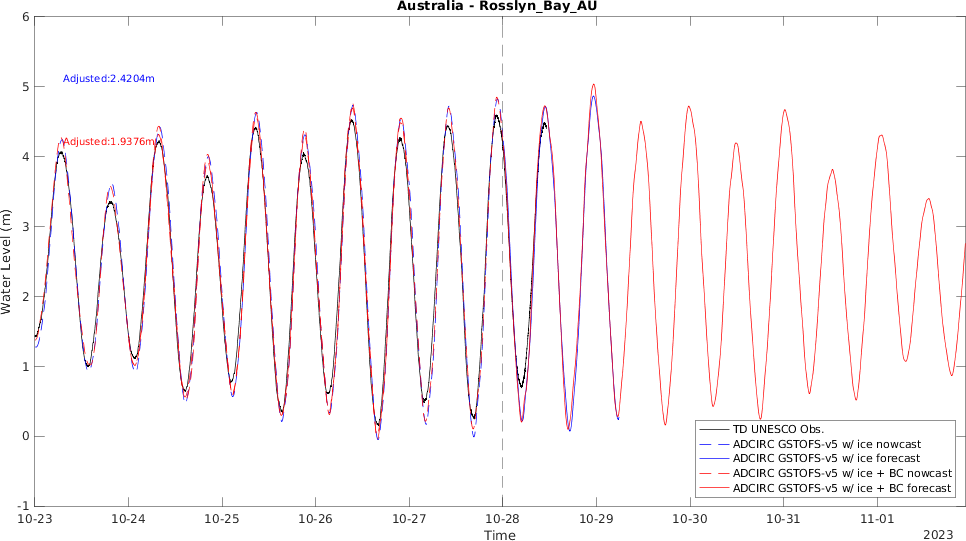 Australia - Rosslyn_Bay_AU
6
5
4
3
2
1
0
-1
Water Level (m)
Adjusted:2.4204m
Adjusted:1.9376m
TD UNESCO Obs.
ADCIRC GSTOFS-v5 w/ ice nowcast
ADCIRC GSTOFS-v5 w/ ice forecast
ADCIRC GSTOFS-v5 w/ ice + BC nowcast
ADCIRC GSTOFS-v5 w/ ice + BC forecast
10-23 10-24 10-25 10-26 10-27 10-28 10-29 10-30 10-31 11-01
Time
2023